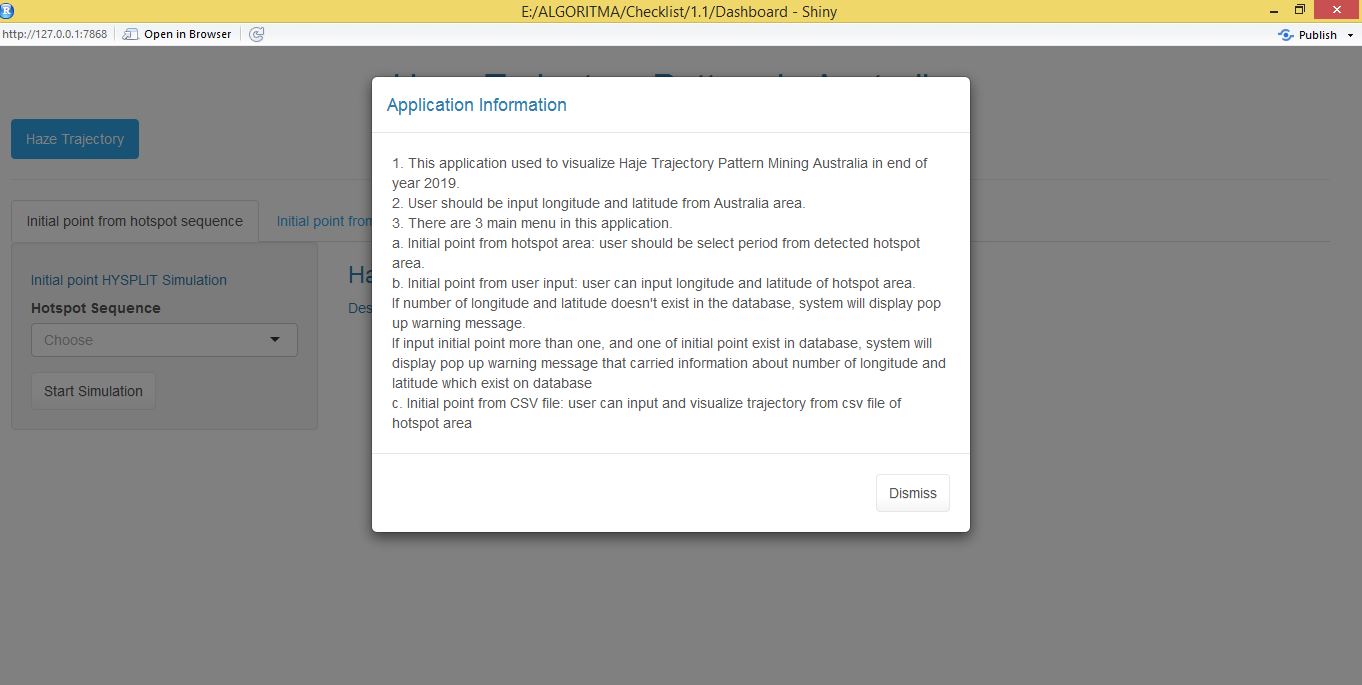 E:/ALGORITMA/Checklist/1.1/Dashboard - Shiny
http://127.0.0.1:7868
Open in Browser
Publish
Application Information
Haze Trajectory
1. This application used to visualize Haje Trajectory Pattern Mining Australia in end of
year 2019.
2. User should be input longitude and latitude from Australia area.
3. There are 3 main menu in this application.
a. Initial point from hotspot area: user should be select period from detected hotspot
area.
b. Initial point from user input: user can input longitude and latitude of hotspot area.
If number of longitude and latitude doesn't exist in the database, system will display pop
up warning message.
If input initial point more than one, and one of initial point exist in database, system will
display pop up warning message that carried information about number of longitude and
latitude which exist on database
c. Initial point from CSV file: user can input and visualize trajectory from csv file of
hotspot area
Dismiss
Initial point from hotspot sequence
Initial point from
Initial point HYSPLIT Simulation
Hotspot Sequence
Choose
Start Simulation
Ha
Des